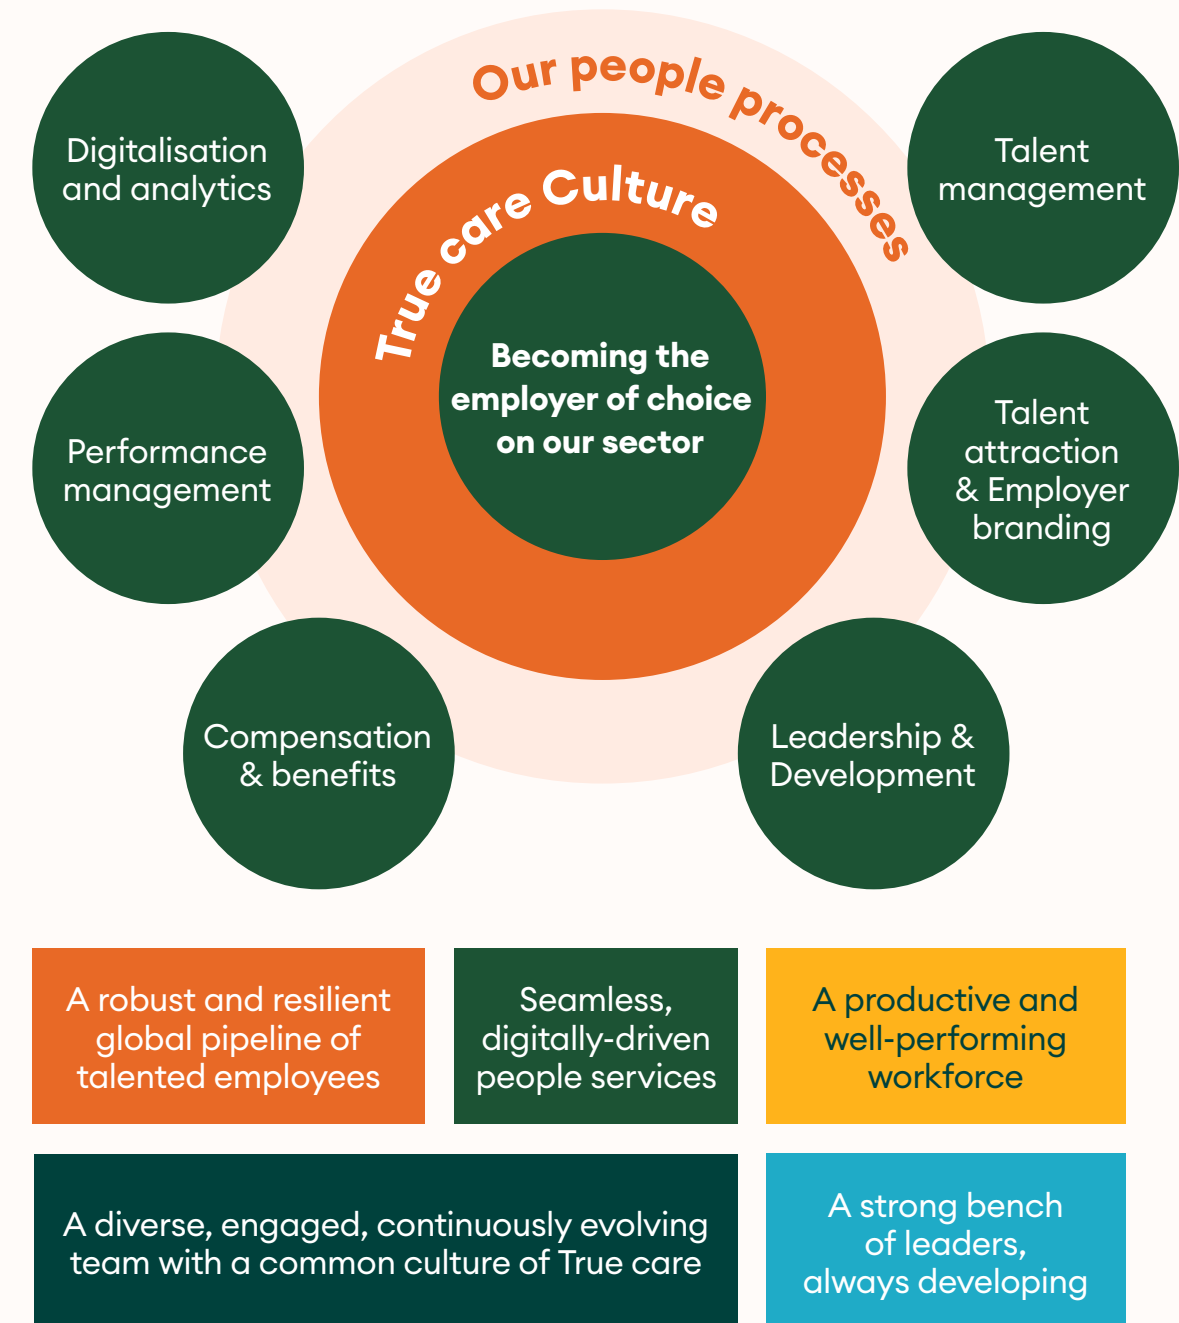 Our people processes
True care Culture
Becoming the
employer of choice
on our sector
Digitalisation
and analytics
Talent
management
Performance
management
Talent
attraction
& Employer
branding
Compensation
& benefits
Leadership &
Development
A robust and resilient
global pipeline of
talented employees
Seamless,
digitally-driven
people services
A productive and
well-performing
workforce
A diverse, engaged, continuously evolving
team with a common culture of True care
A strong bench
of leaders,
always developing